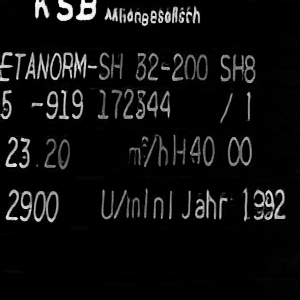 KSB Aktiengesellsch
ETANORM-SH 32-200 SH8
5 -919 172344 / 1
23.20 m³/h H 40 00
2900 U/min Jahr 1992